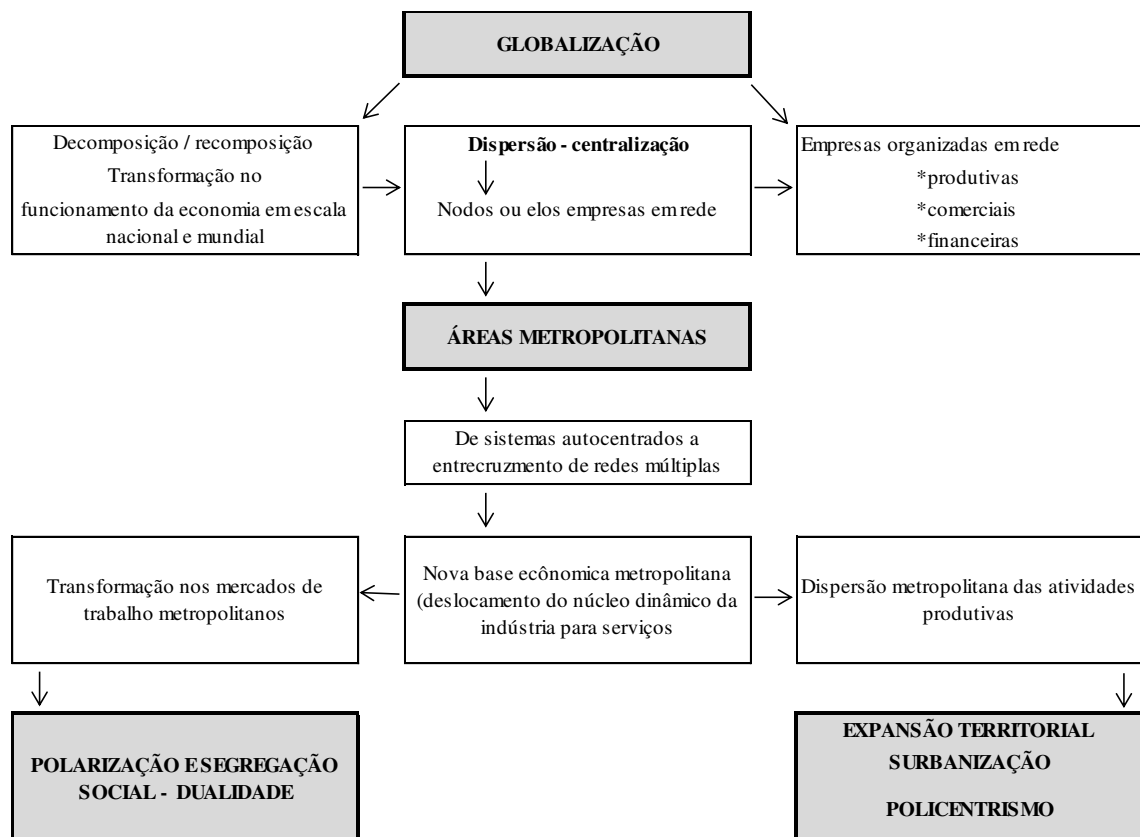 GLOBALIZAÇÃO
Decomposição / recomposição
Transformação no
funcionamento da economia em escala
nacional e mundial
Dispersão - centralização
Nodos ou elos empresas em rede
Empresas organizadas em rede
*produtivas
*comerciais
*financeiras
ÁREAS METROPOLITANAS
De sistemas autocentrados a
entrecruzmento de redes múltiplas
Transformação nos mercados de
trabalho metropolitanos
Nova base ecônomica metropolitana
(deslocamento do núcleo dinâmico da
indústria para serviços
Dispersão metropolitana das atividades
produtivas
POLARIZAÇÃO E SEGREGAÇÃO
SOCIAL - DUALIDADE
EXPANSÃO TERRITORIAL
SURBANIZAÇÃO
POLICENTRISMO